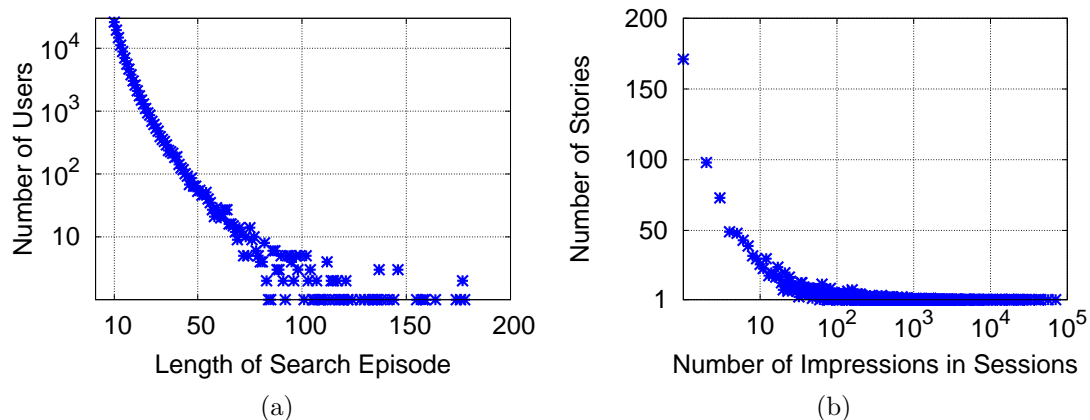 Number of Users
10^4
10^3
10^2
10
10 50 100 150 200
Length of Search Episode
(a)
Number of Stories
200
150
100
50
1
10 10^2 10^3 10^4 10^5
Number of Impressions in Sessions
(b)